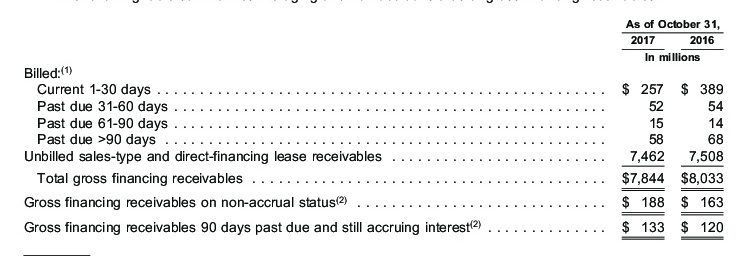 As of October 31,
2017 2016
In millions
Billed:(1)
Current 1-30 days . . . . . . . . . . . . . . . . . . . . . . . . . . . . . . . . . . . . . . . . . . . . . . . . . . . . . . $ 257 $ 389
Past due 31-60 days . . . . . . . . . . . . . . . . . . . . . . . . . . . . . . . . . . . . . . . . . . . . . . . . . . . . 52 54
Past due 61-90 days . . . . . . . . . . . . . . . . . . . . . . . . . . . . . . . . . . . . . . . . . . . . . . . . . . . . 15 14
Past due >90 days . . . . . . . . . . . . . . . . . . . . . . . . . . . . . . . . . . . . . . . . . . . . . . . . . . . . . 58 68
Unbilled sales-type and direct-financing lease receivables . . . . . . . . . . . . . . . . . . . . . . . . . 7,462 7,508
Total gross financing receivables . . . . . . . . . . . . . . . . . . . . . . . . . . . . . . . . . . . . . . . . . . $7,844 $8,033
Gross financing receivables on non-accrual status(2) . . . . . . . . . . . . . . . . . . . . . . . . . . . . . $ 188 $ 163
Gross financing receivables 90 days past due and still accruing interest(2) . . . . . . . . . . . . . . $ 133 $ 120